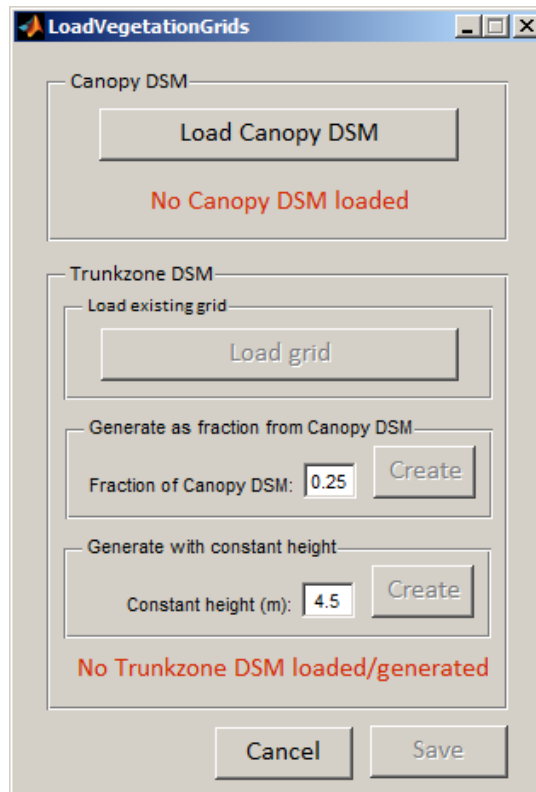 LoadVegetationGrids
Canopy DSM
Load Canopy DSM
No Canopy DSM loaded
Trunkzone DSM
Load existing grid
Load grid
Generate as fraction from Canopy DSM
Fraction of Canopy DSM: 0.25 Create
Generate with constant height
Constant height (m): 4.5 Create
No Trunkzone DSM loaded/generated
Cancel Save